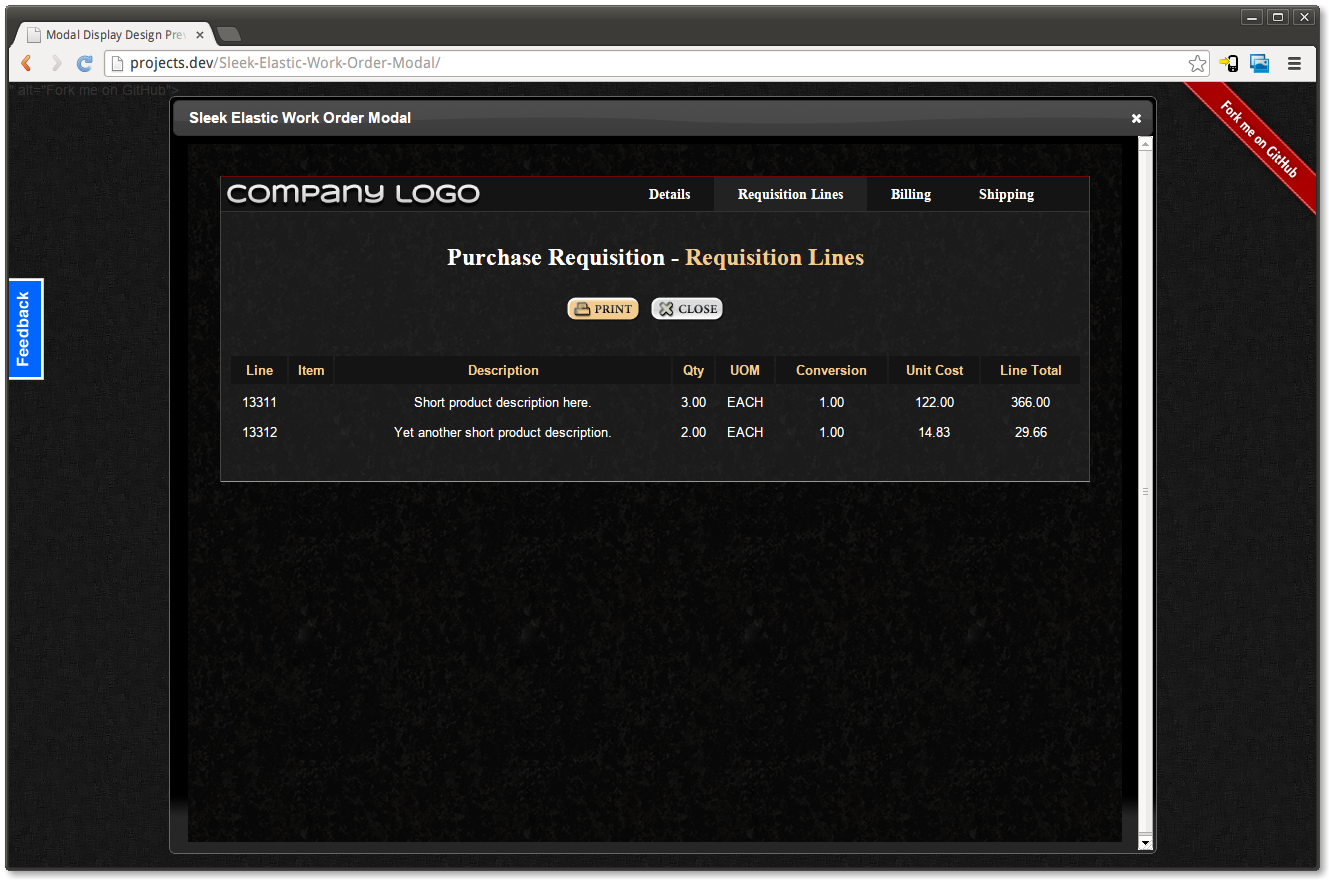 Modal Display Design Prev
projects.dev/Sleek-Elastic-Work-Order-Modal/
" alt="Fork me on GitHub">
Fork me on GitHub
Sleek Elastic Work Order Modal
COMPANY LOGO
Details Requisition Lines Billing Shipping
Purchase Requisition - Requisition Lines
PRINT CLOSE
Feedback
Line Item Description Qty UOM Conversion Unit Cost Line Total
13311 Short product description here. 3.00 EACH 1.00 122.00 366.00
13312 Yet another short product description. 2.00 EACH 1.00 14.83 29.66